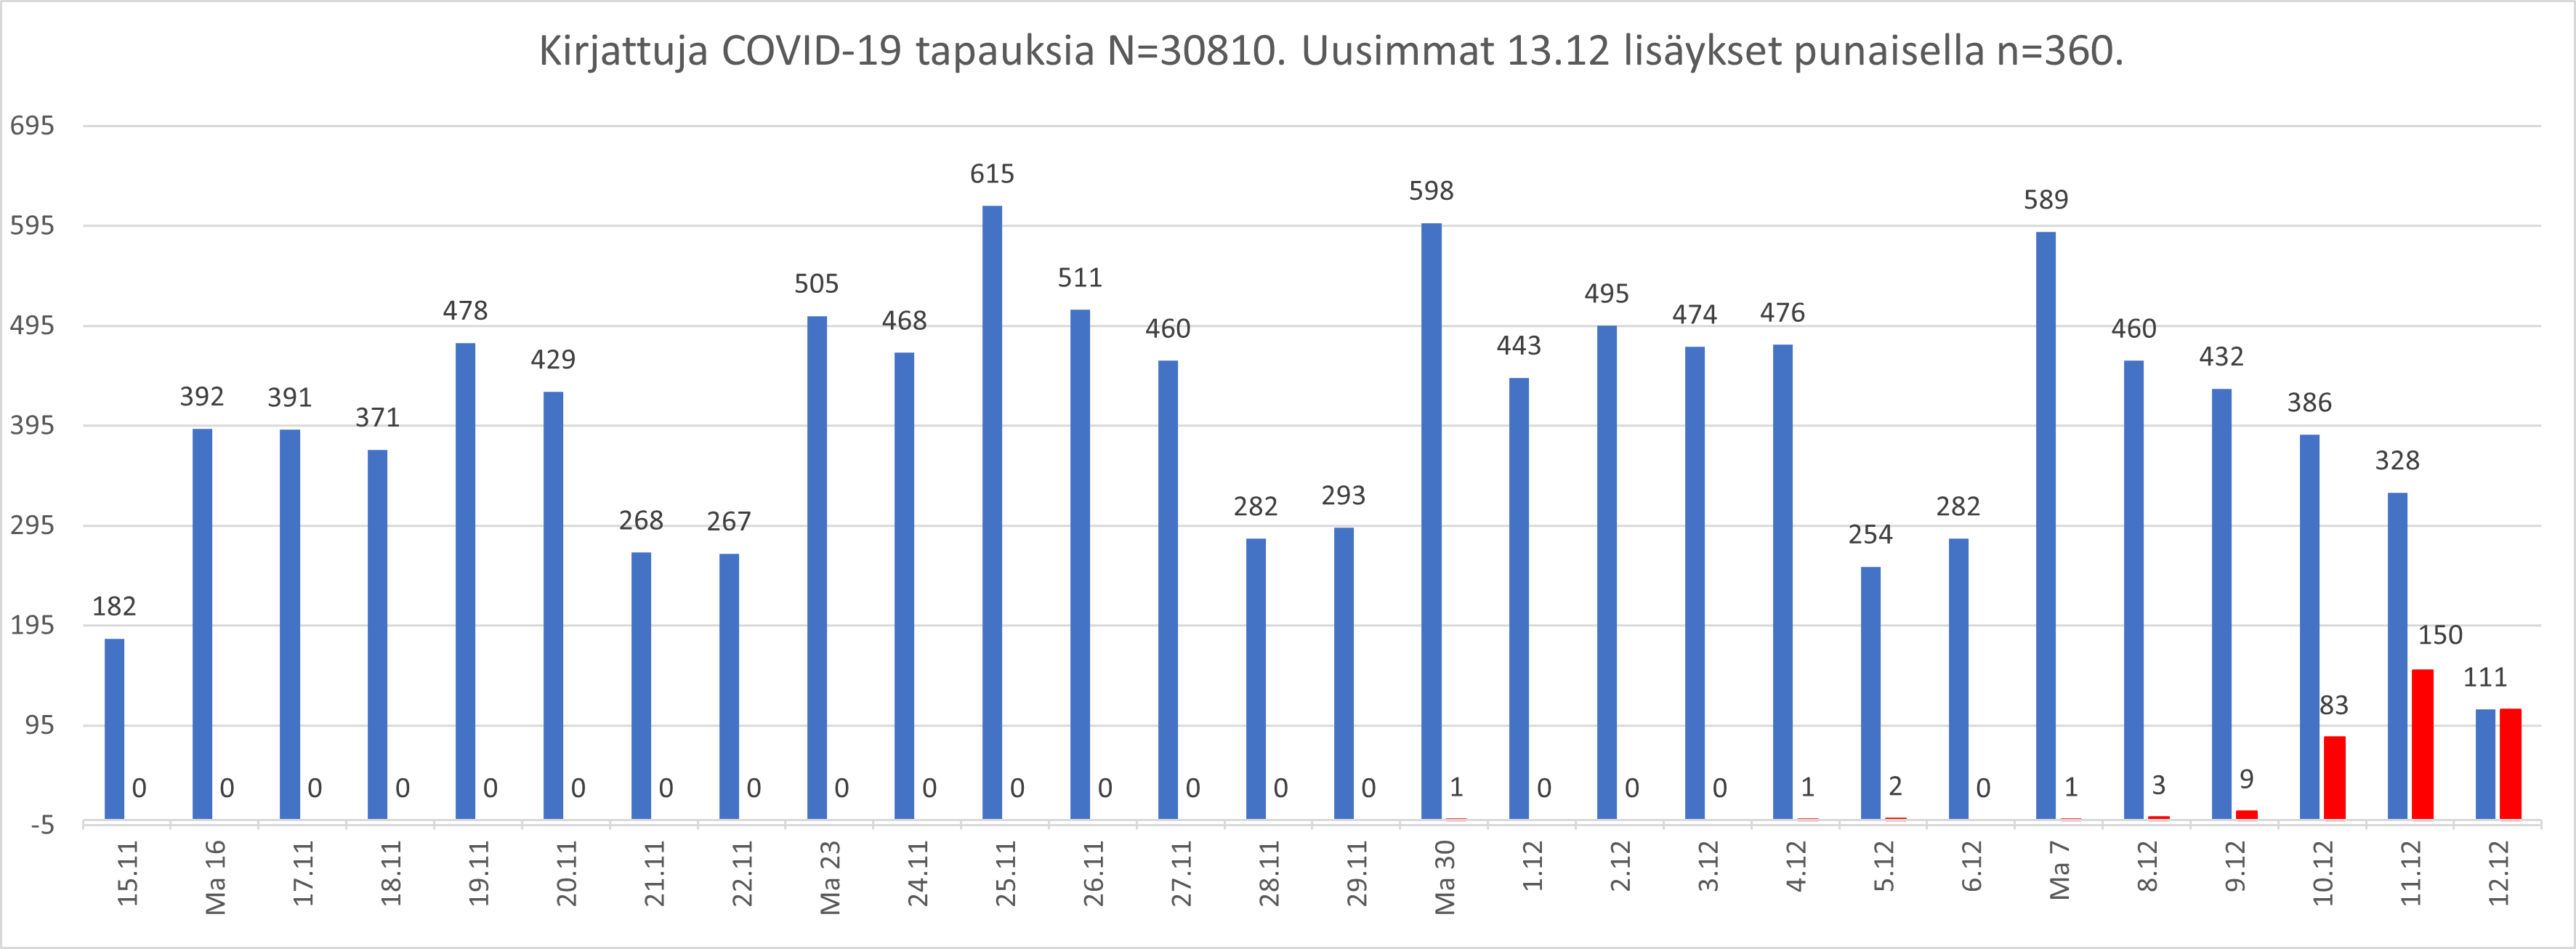 Kirjattuja COVID-19 tapauksia N=30810. Uusimmat 13.12 lisäykset punaisella n=360.
695
595
495
395
295
195
95
-5
182 392 391 371 478 429 268 267 505 468 615 511 460 282 293 598 443 495 474 476 254 282 589 460 432 386 328 111
0 0 0 0 0 0 0 0 0 0 0 0 0 0 0 1 0 0 0 1 2 0 1 3 9 83 150
15.11 Ma 16 17.11 18.11 19.11 20.11 21.11 22.11 Ma 23 24.11 25.11 26.11 27.11 28.11 29.11 Ma 30 1.12 2.12 3.12 4.12 5.12 6.12 Ma 7 8.12 9.12 10.12 11.12 12.12